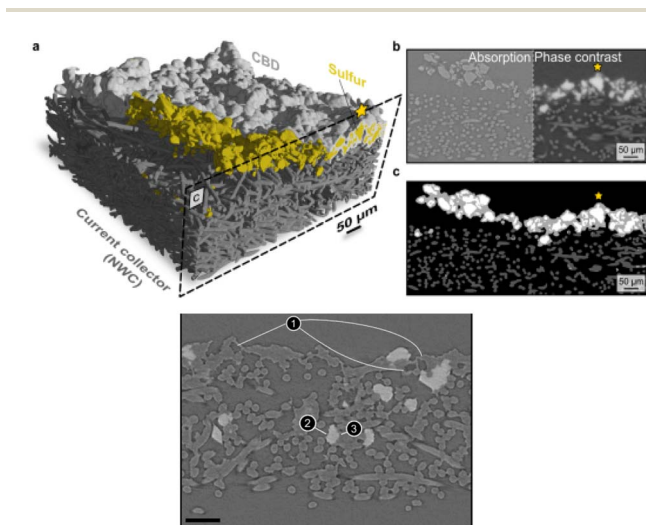 a
CBD
Sulfur
C
Current collector
(NWC)
50 μm
b
Absorption Phase contrast
50 μm
c
50 μm
1
2
3